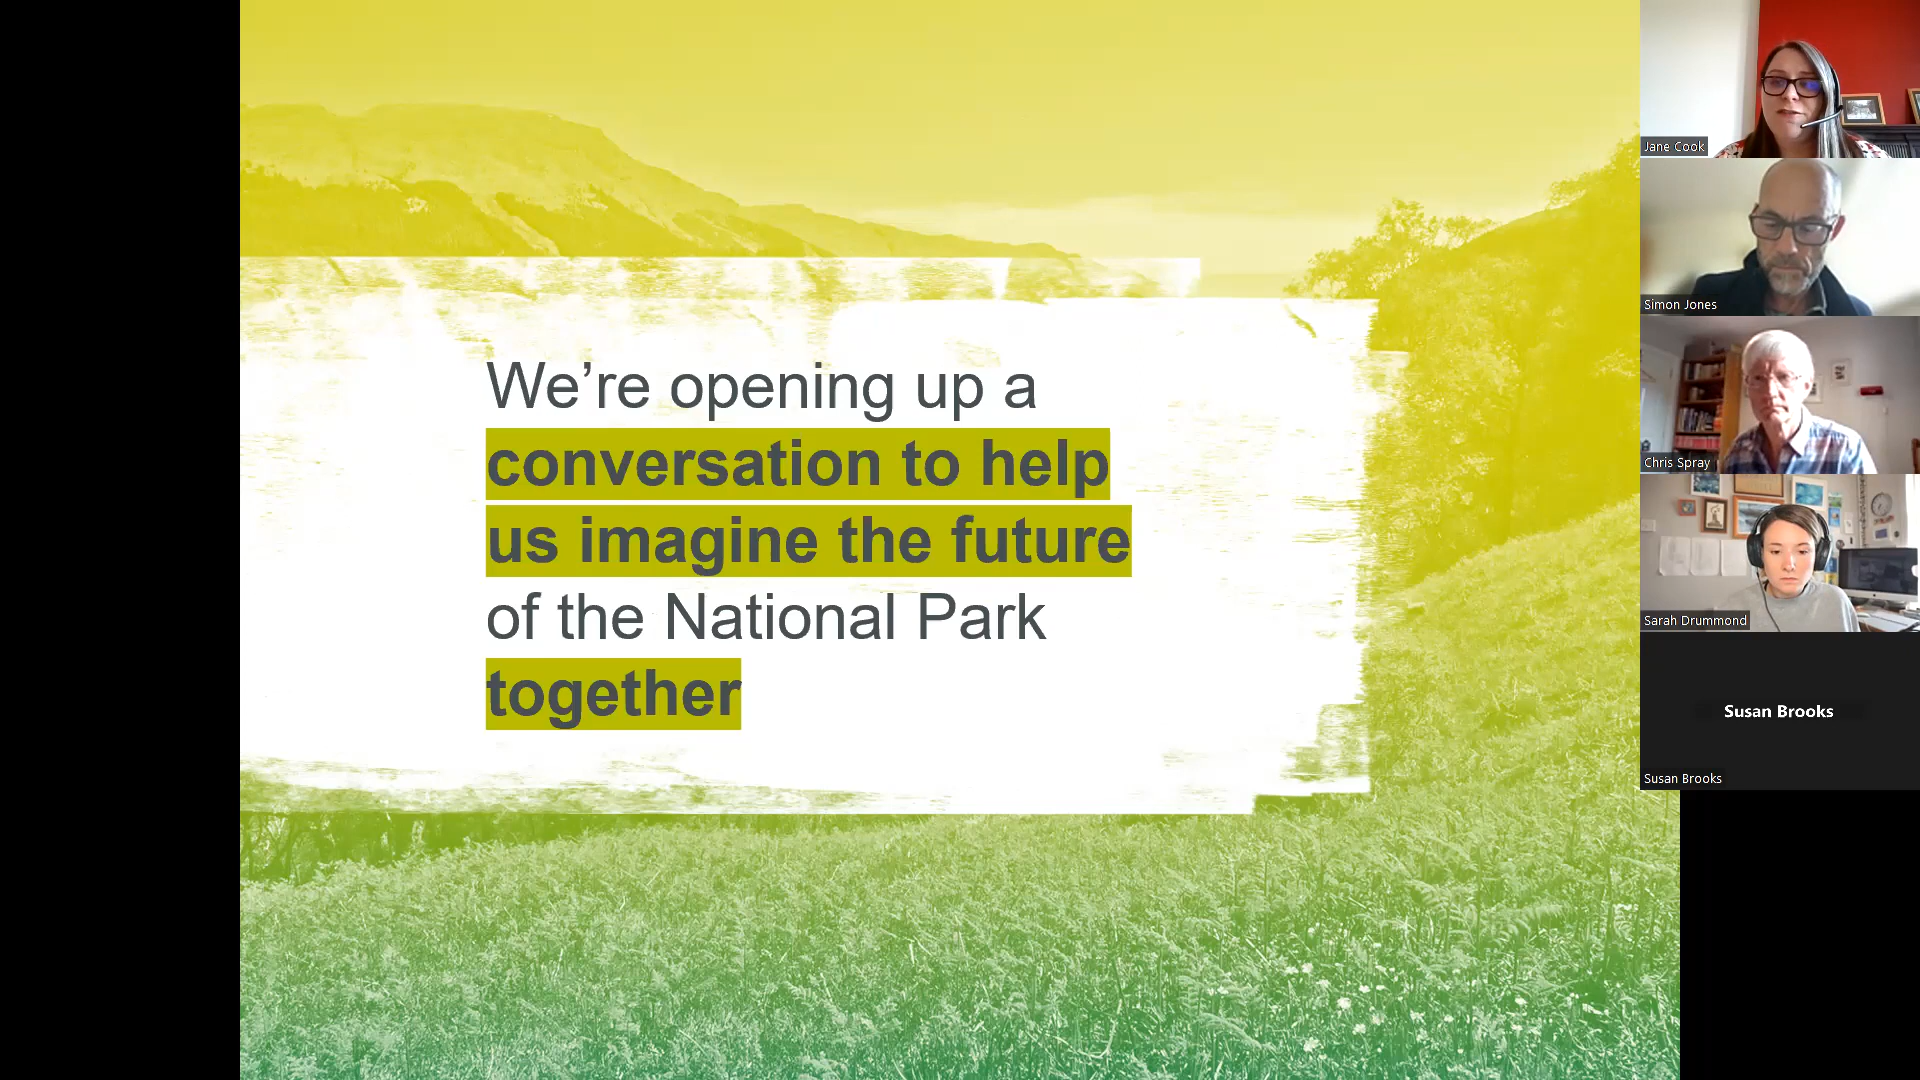 We’re opening up a
conversation to help
us imagine the future
of the National Park
together
Jane Cook
Simon Jones
Chris Spray
Sarah Drummond
Susan Brooks
Susan Brooks